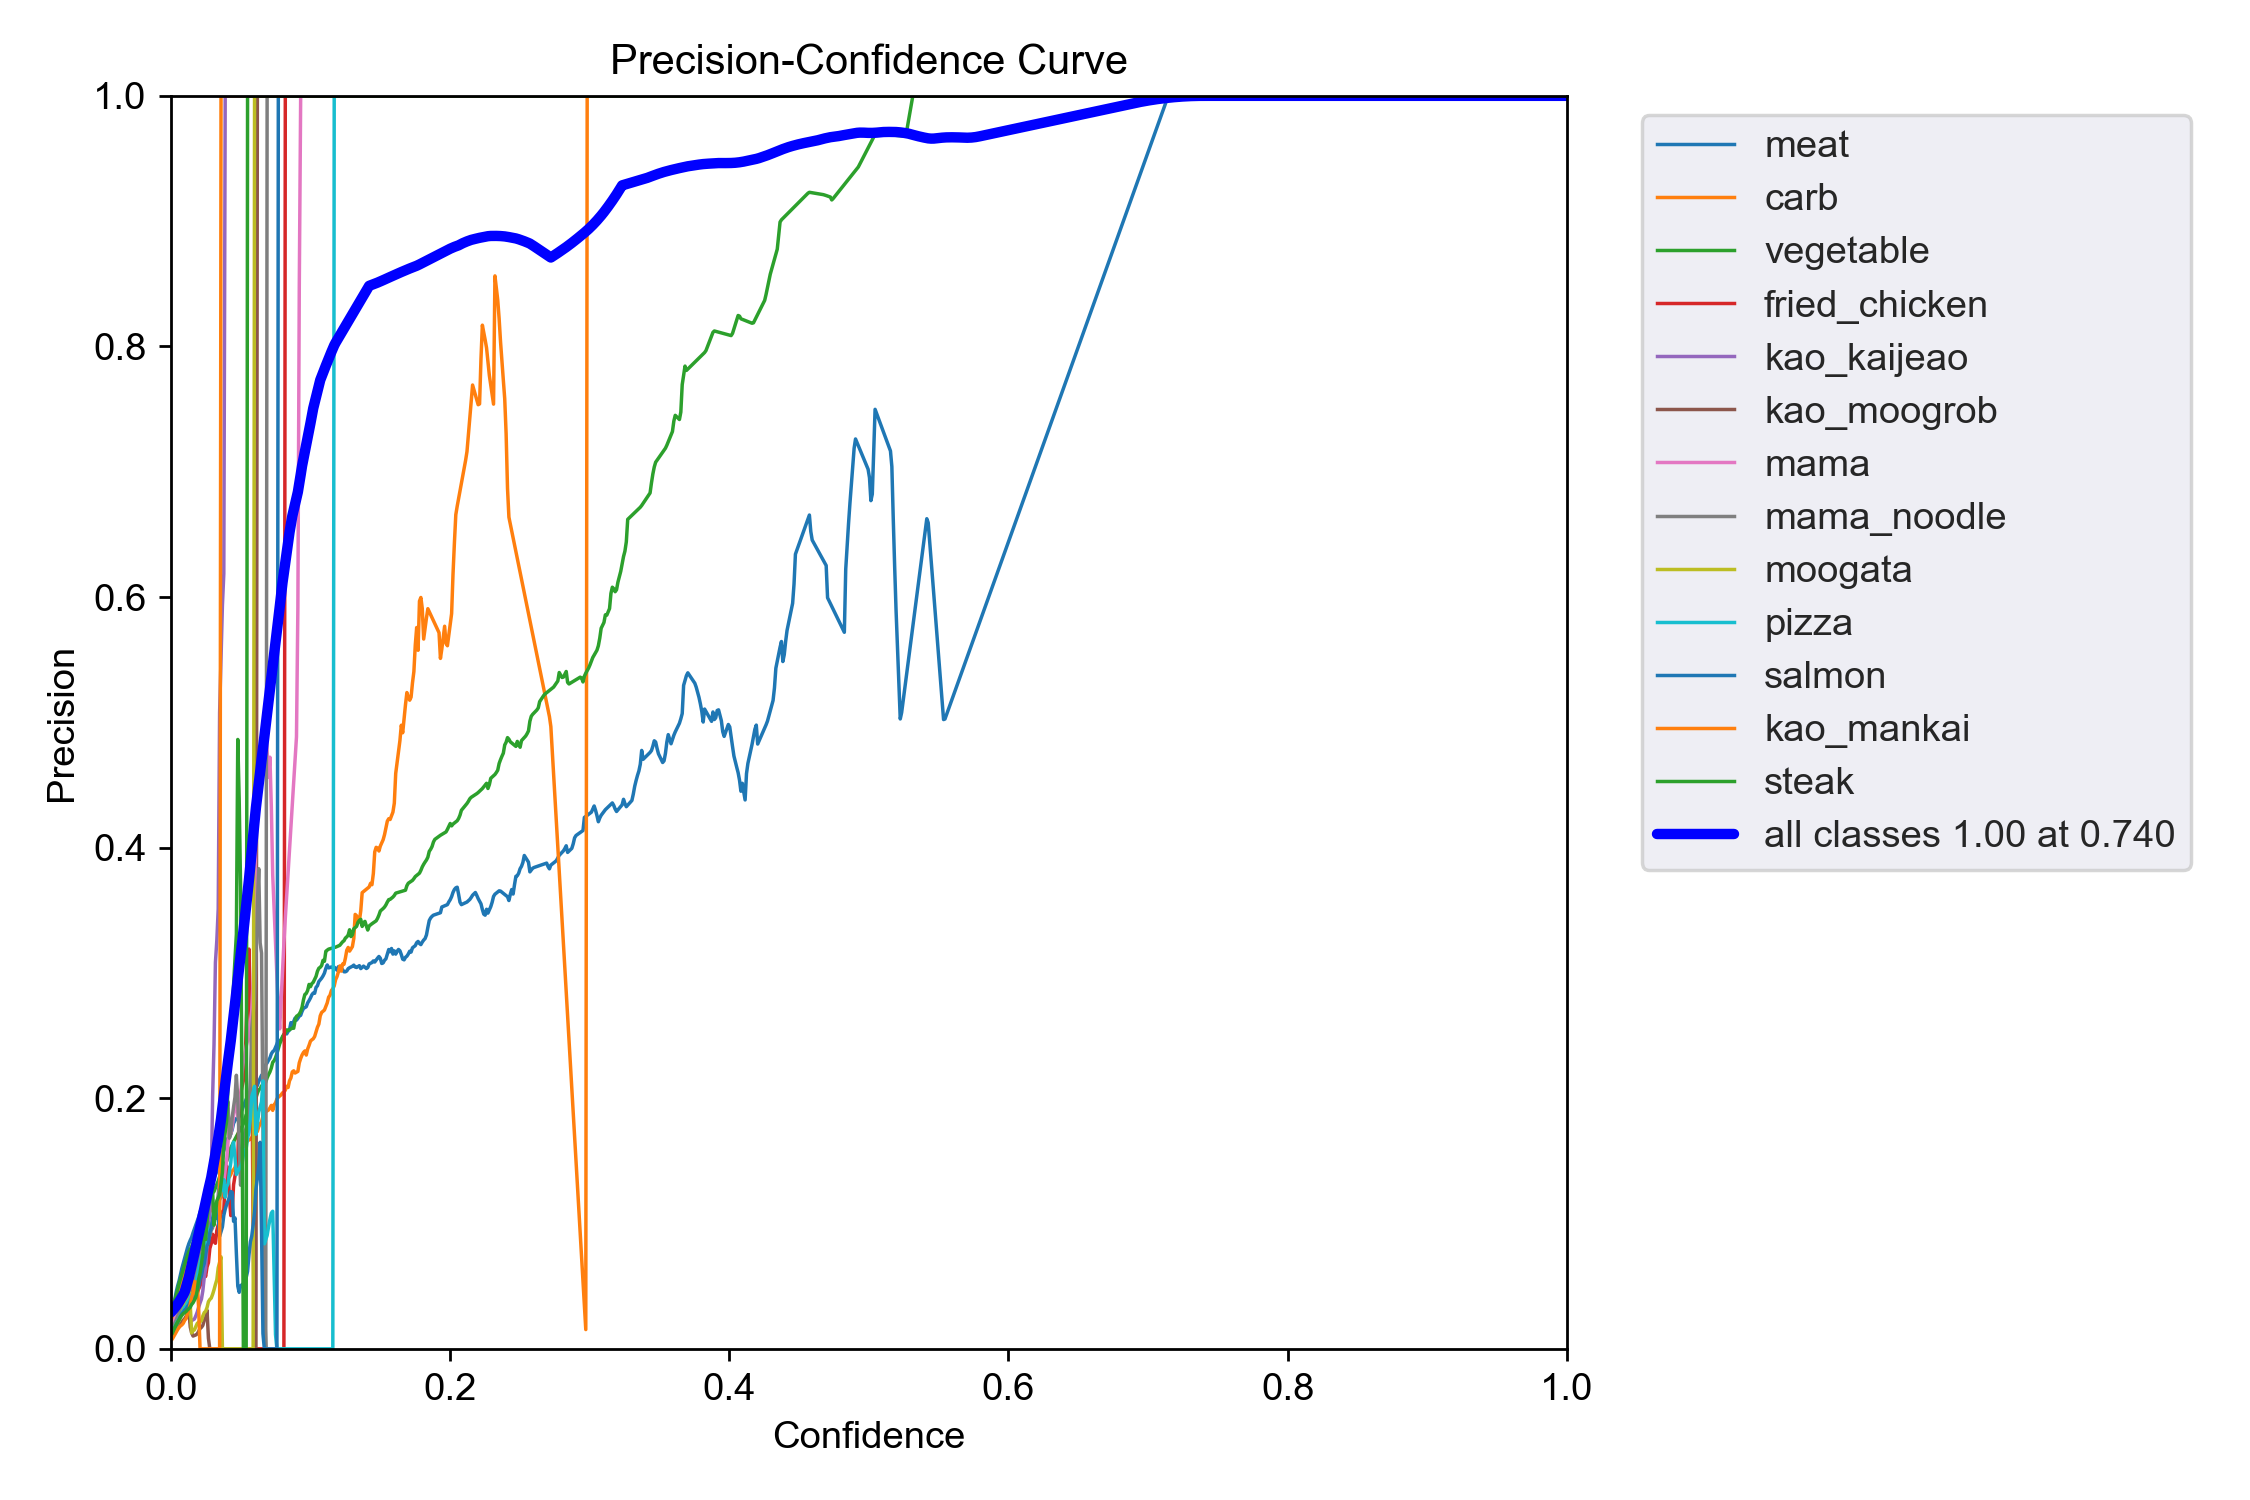 Precision-Confidence Curve
1.0
0.8
0.6
0.4
0.2
0.0
Precision
0.0 0.2 0.4 0.6 0.8 1.0
Confidence
meat
carb
vegetable
fried_chicken
kao_kaijeao
kao_moogrob
mama
mama_noodle
moogata
pizza
salmon
kao_mankai
steak
all classes 1.00 at 0.740